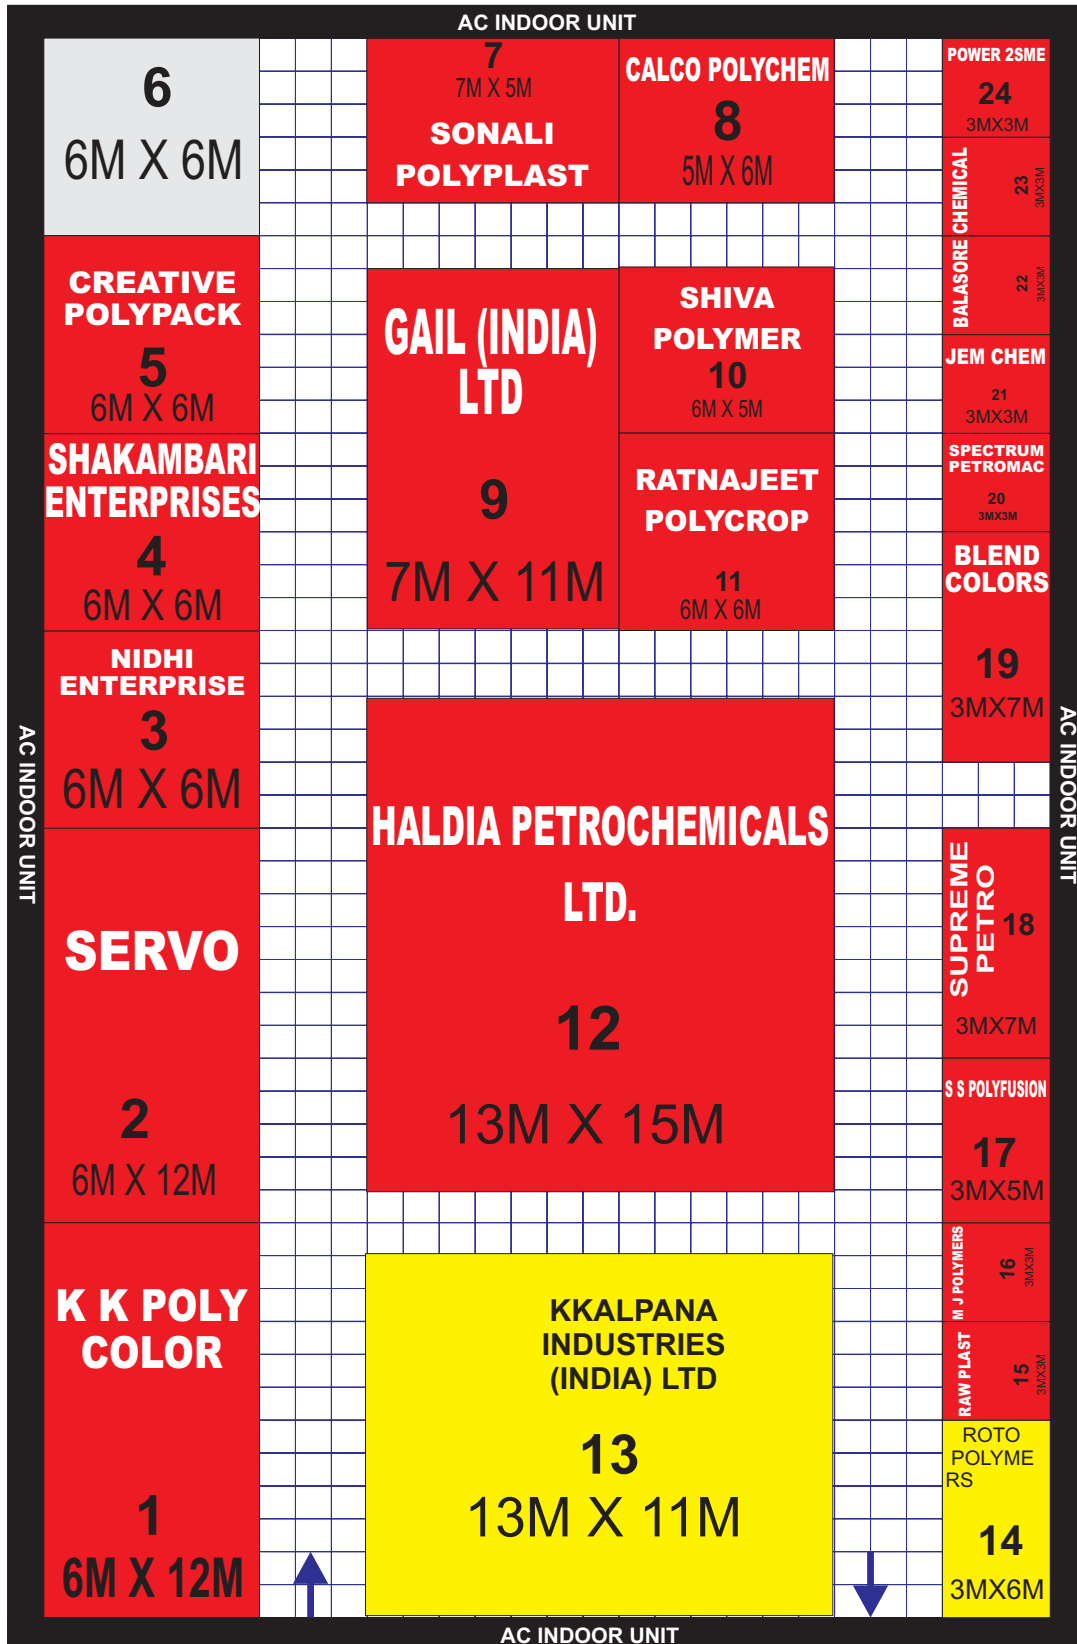 AC INDOOR UNIT
6
6M X 6M
CREATIVE
POLYPACK
5
6M X 6M
SHAKAMBARI
ENTERPRISES
4
6M X 6M
NIDHI
ENTERPRISE
3
6M X 6M
SERVO
2
6M X 12M
K K POLY
COLOR
1
6M X 12M
7
7M X 5M
SONALI
POLYPLAST
CALCO POLYCHEM
8
5M X 6M
GAIL (INDIA)
LTD
9
7M X 11M
SHIVA
POLYMER
10
6M X 5M
RATNAJEET
POLYCROP
11
6M X 6M
HALDIA PETROCHEMICALS
LTD.
12
13M X 15M
KKALPANA
INDUSTRIES
(INDIA) LTD
13
13M X 11M
POWER 2SME
24
3MX3M
BALASORE CHEMICAL
23
3MX3M
22
3MX3M
JEM CHEM
21
3MX3M
SPECTRUM
PETROMAC
20
3MX3M
BLEND
COLORS
19
3MX7M
SUPREME
PETRO
18
3MX7M
S S POLYFUSION
17
3MX5M
M J POLYMERS
16
3MX3M
RAW PLAST
15
3MX3M
ROTO
POLYME
RS
14
3MX6M
AC INDOOR UNIT
AC INDOOR UNIT
AC INDOOR UNIT